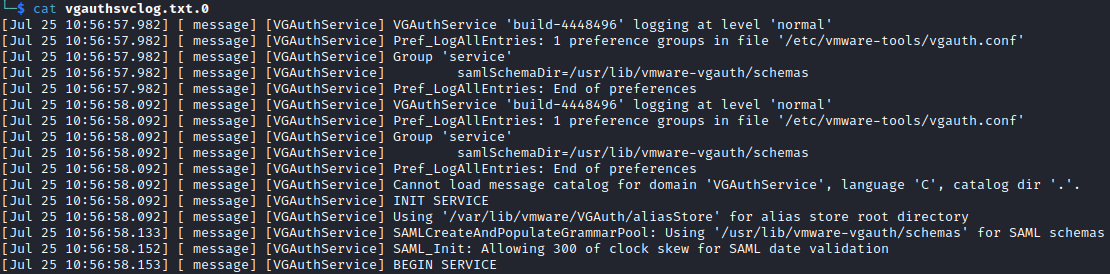 └─$ cat vgauthsvclog.txt.0
[Jul 25 10:56:57.982] [ message] [VGAuthService] VGAuthService 'build-4448496' logging at level 'normal'
[Jul 25 10:56:57.982] [ message] [VGAuthService] Pref_LogAllEntries: 1 preference groups in file '/etc/vmware-tools/vgauth.conf'
[Jul 25 10:56:57.982] [ message] [VGAuthService] Group 'service'
[Jul 25 10:56:57.982] [ message] [VGAuthService]         samlSchemaDir=/usr/lib/vmware-vgauth/schemas
[Jul 25 10:56:57.982] [ message] [VGAuthService] Pref_LogAllEntries: End of preferences
[Jul 25 10:56:58.092] [ message] [VGAuthService] VGAuthService 'build-4448496' logging at level 'normal'
[Jul 25 10:56:58.092] [ message] [VGAuthService] Pref_LogAllEntries: 1 preference groups in file '/etc/vmware-tools/vgauth.conf'
[Jul 25 10:56:58.092] [ message] [VGAuthService] Group 'service'
[Jul 25 10:56:58.092] [ message] [VGAuthService]         samlSchemaDir=/usr/lib/vmware-vgauth/schemas
[Jul 25 10:56:58.092] [ message] [VGAuthService] Pref_LogAllEntries: End of preferences
[Jul 25 10:56:58.092] [ message] [VGAuthService] Cannot load message catalog for domain 'VGAuthService', language 'C', catalog dir '.'.
[Jul 25 10:56:58.092] [ message] [VGAuthService] INIT SERVICE
[Jul 25 10:56:58.092] [ message] [VGAuthService] Using '/var/lib/vmware/VGAuth/aliasStore' for alias store root directory
[Jul 25 10:56:58.133] [ message] [VGAuthService] SAMLCreateAndPopulateGrammarPool: Using '/usr/lib/vmware-vgauth/schemas' for SAML schemas
[Jul 25 10:56:58.152] [ message] [VGAuthService] SAML_Init: Allowing 300 of clock skew for SAML date validation
[Jul 25 10:56:58.153] [ message] [VGAuthService] BEGIN SERVICE